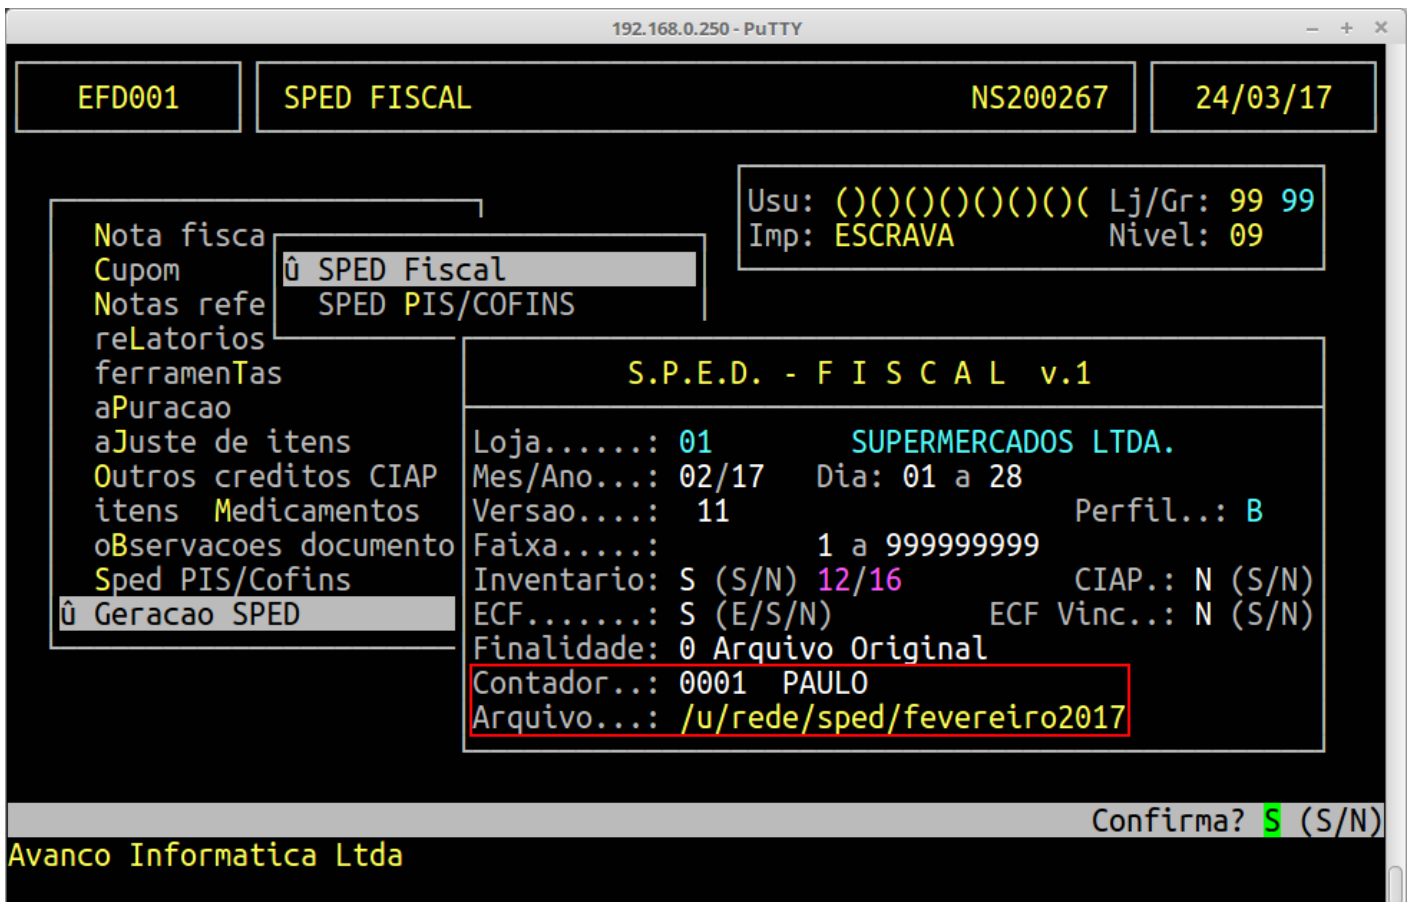 192.168.0.250 - PuTTY
EFD001 SPED FISCAL NS200267 24/03/17
Usu: ()()()()()()()( Lj/Gr: 99 99
Imp: ESCRAVA Nivel: 09
Nota fisca
Cupom
Notas refe
reLatorios
ferramenTas
aPuracao
aJuste de itens
Outros creditos CIAP
itens Medicamentos
oBservacoes documento
Sped PIS/Cofins
û Geracao SPED
û SPED Fiscal
SPED PIS/COFINS
S.P.E.D. - F I S C A L v.1
Loja......: 01 SUPERMERCADOS LTDA.
Mes/Ano...: 02/17 Dia: 01 a 28
Versao....: 11 Perfil..: B
Faixa.....: 1 a 999999999
Inventario: S (S/N) 12/16 CIAP.: N (S/N)
ECF.......: S (E/S/N) ECF Vinc..: N (S/N)
Finalidade: 0 Arquivo Original
Contador..: 0001 PAULO
Arquivo...: /u/rede/sped/fevereiro2017
Confirma? S (S/N)
Avanco Informatica Ltda